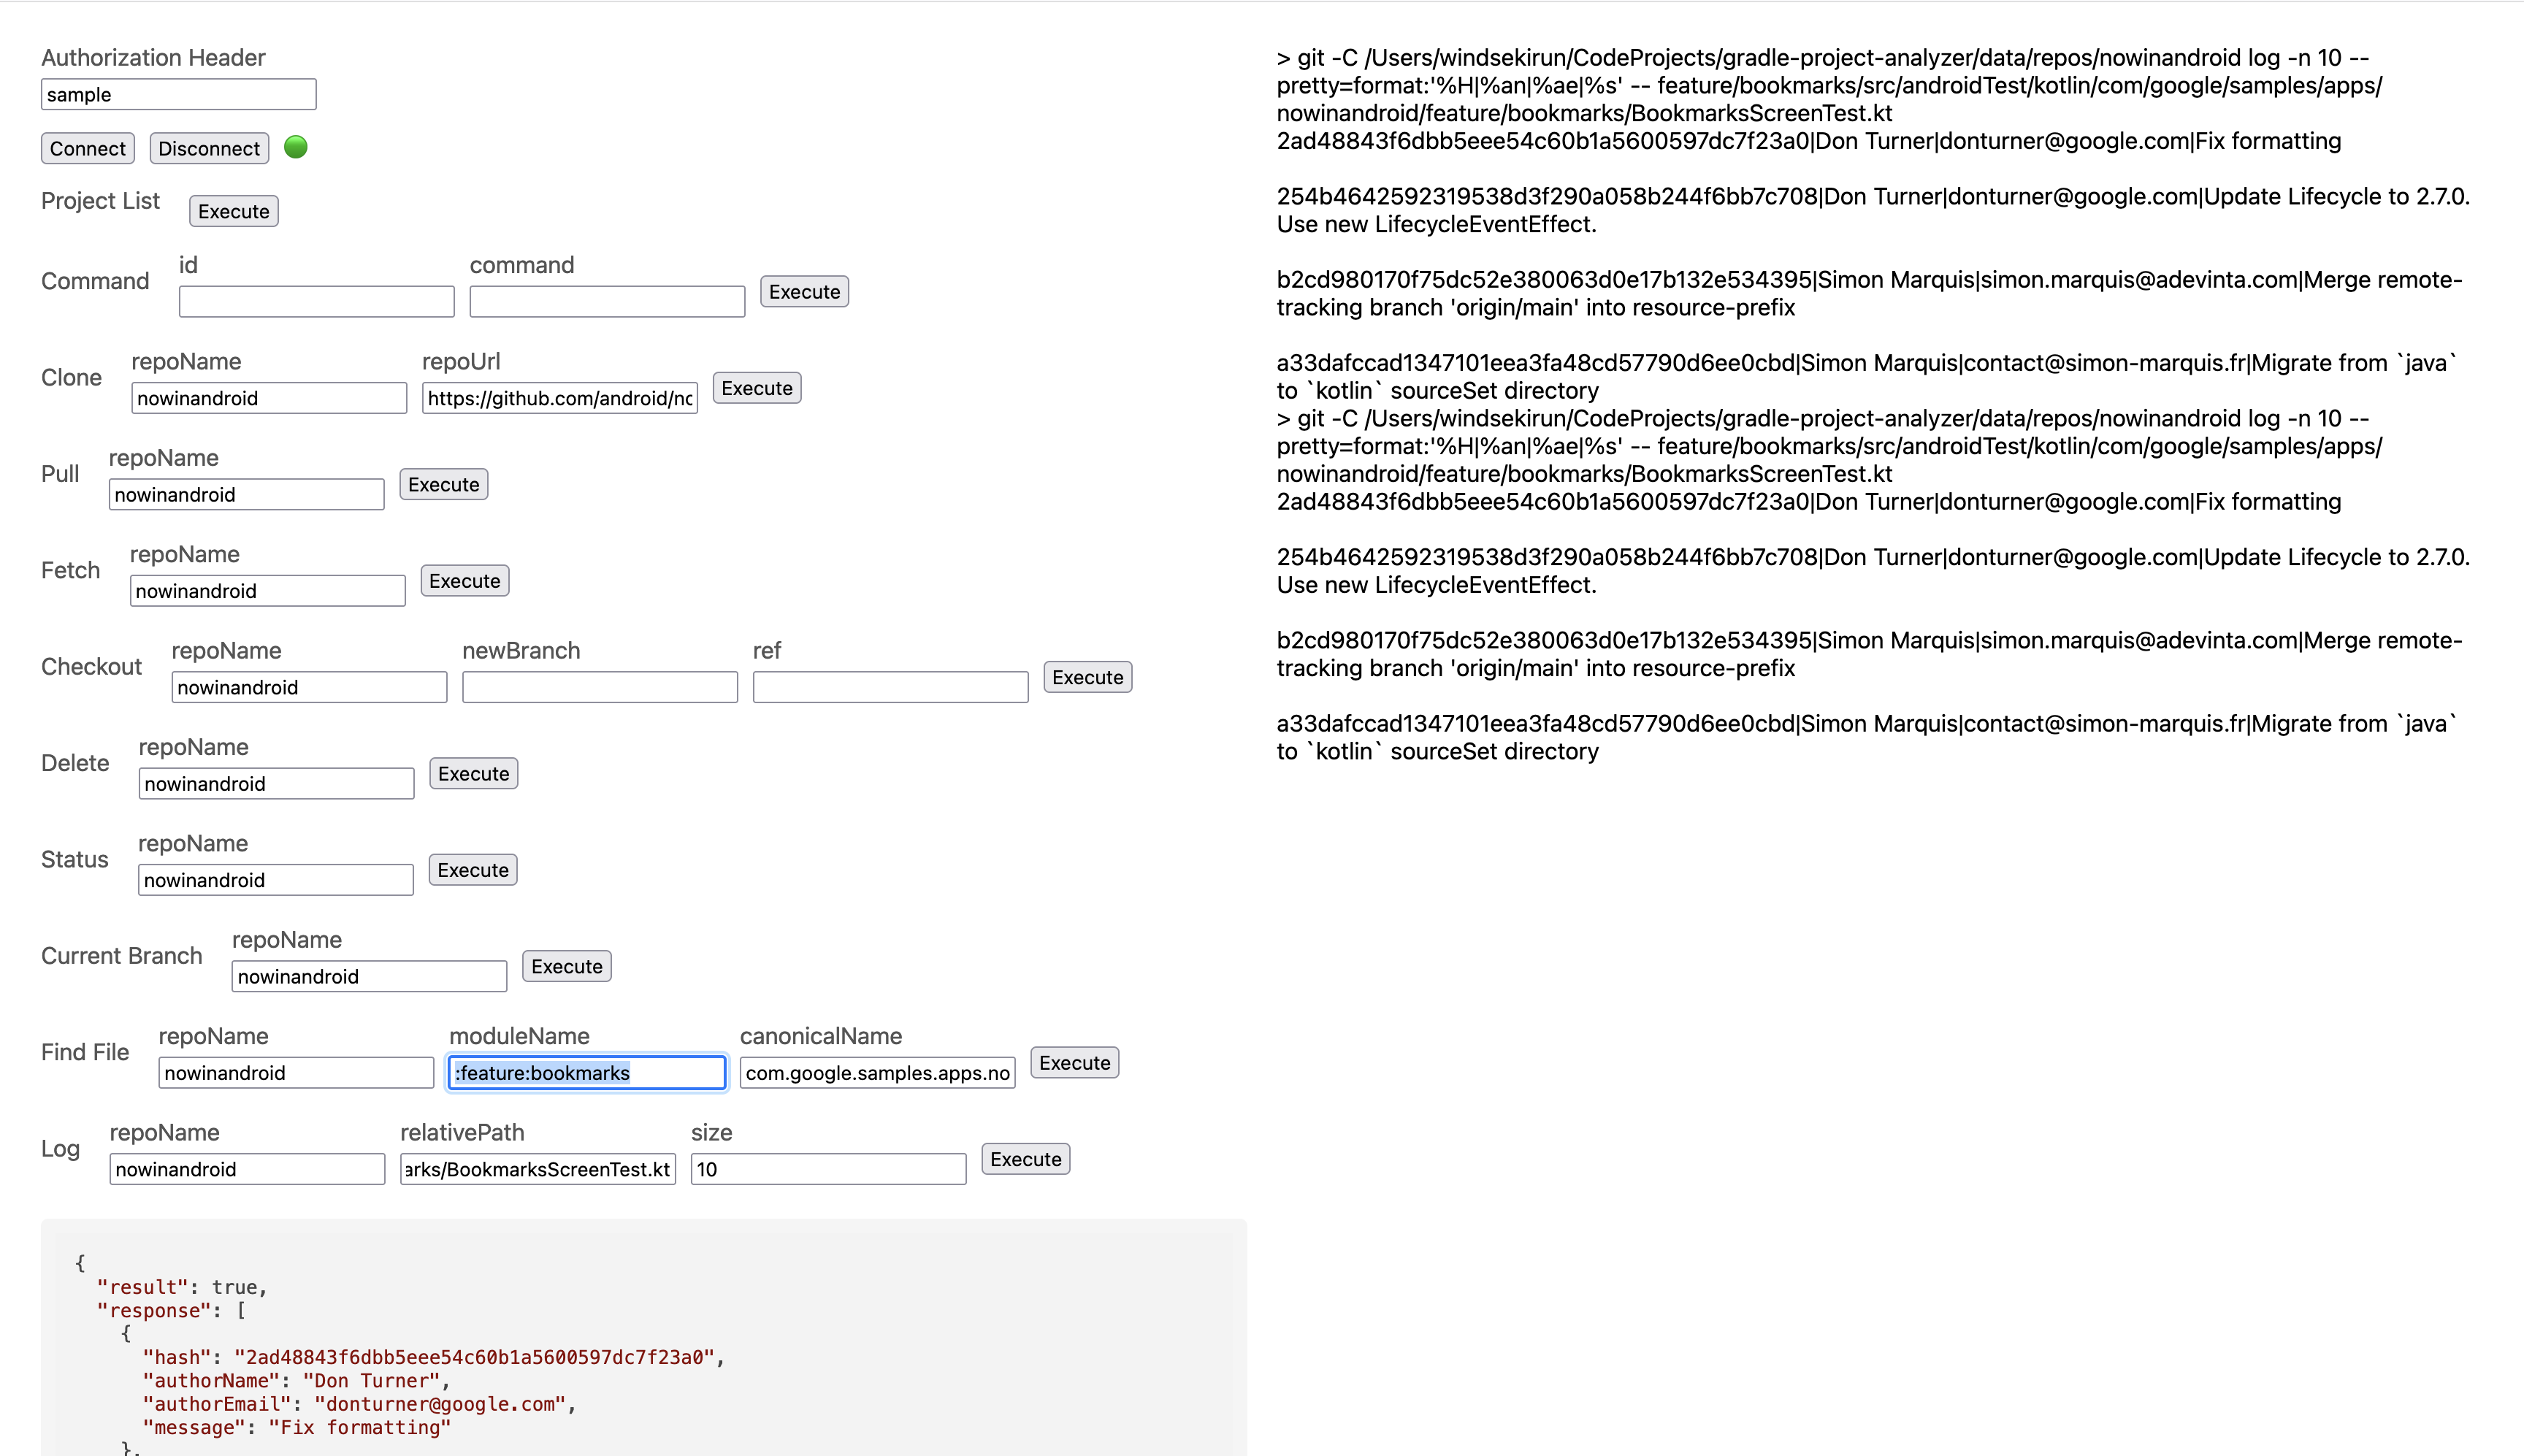 Authorization Header
sample
Connect Disconnect
Project List Execute
id command
Command Execute
repoName repoUrl
Clone nowinandroid https://github.com/android/nc Execute
repoName
Pull nowinandroid Execute
repoName
Fetch nowinandroid Execute
repoName newBranch ref
Checkout nowinandroid Execute
repoName
Delete nowinandroid Execute
repoName
Status nowinandroid Execute
repoName
Current Branch nowinandroid Execute
repoName moduleName canonicalName
Find File nowinandroid :feature:bookmarks com.google.samples.apps.no Execute
repoName relativePath size
Log nowinandroid arks/BookmarksScreenTest.kt 10 Execute
{
"result": true,
"response": [
{
"hash": "2ad48843f6dbb5eee54c60b1a5600597dc7f23a0",
"authorName": "Don Turner",
"authorEmail": "donturner@google.com",
"message": "Fix formatting"
},
> git -C /Users/windsekirun/CodeProjects/gradle-project-analyzer/data/repos/nowinandroid log -n 10 --
pretty=format:'%H|%an|%ae|%s' -- feature/bookmarks/src/androidTest/kotlin/com/google/samples/apps/
nowinandroid/feature/bookmarks/BookmarksScreenTest.kt
2ad48843f6dbb5eee54c60b1a5600597dc7f23a0|Don Turner|donturner@google.com|Fix formatting
254b4642592319538d3f290a058b244f6bb7c708|Don Turner|donturner@google.com|Update Lifecycle to 2.7.0.
Use new LifecycleEventEffect.
b2cd980170f75dc52e380063d0e17b132e534395|Simon Marquis|simon.marquis@adevinta.com|Merge remote-
tracking branch 'origin/main' into resource-prefix
a33dafccad1347101eea3fa48cd57790d6ee0cbd|Simon Marquis|contact@simon-marquis.fr|Migrate from `java`
to `kotlin` sourceSet directory
> git -C /Users/windsekirun/CodeProjects/gradle-project-analyzer/data/repos/nowinandroid log -n 10 --
pretty=format:'%H|%an|%ae|%s' -- feature/bookmarks/src/androidTest/kotlin/com/google/samples/apps/
nowinandroid/feature/bookmarks/BookmarksScreenTest.kt
2ad48843f6dbb5eee54c60b1a5600597dc7f23a0|Don Turner|donturner@google.com|Fix formatting
254b4642592319538d3f290a058b244f6bb7c708|Don Turner|donturner@google.com|Update Lifecycle to 2.7.0.
Use new LifecycleEventEffect.
b2cd980170f75dc52e380063d0e17b132e534395|Simon Marquis|simon.marquis@adevinta.com|Merge remote-
tracking branch 'origin/main' into resource-prefix
a33dafccad1347101eea3fa48cd57790d6ee0cbd|Simon Marquis|contact@simon-marquis.fr|Migrate from `java`
to `kotlin` sourceSet directory